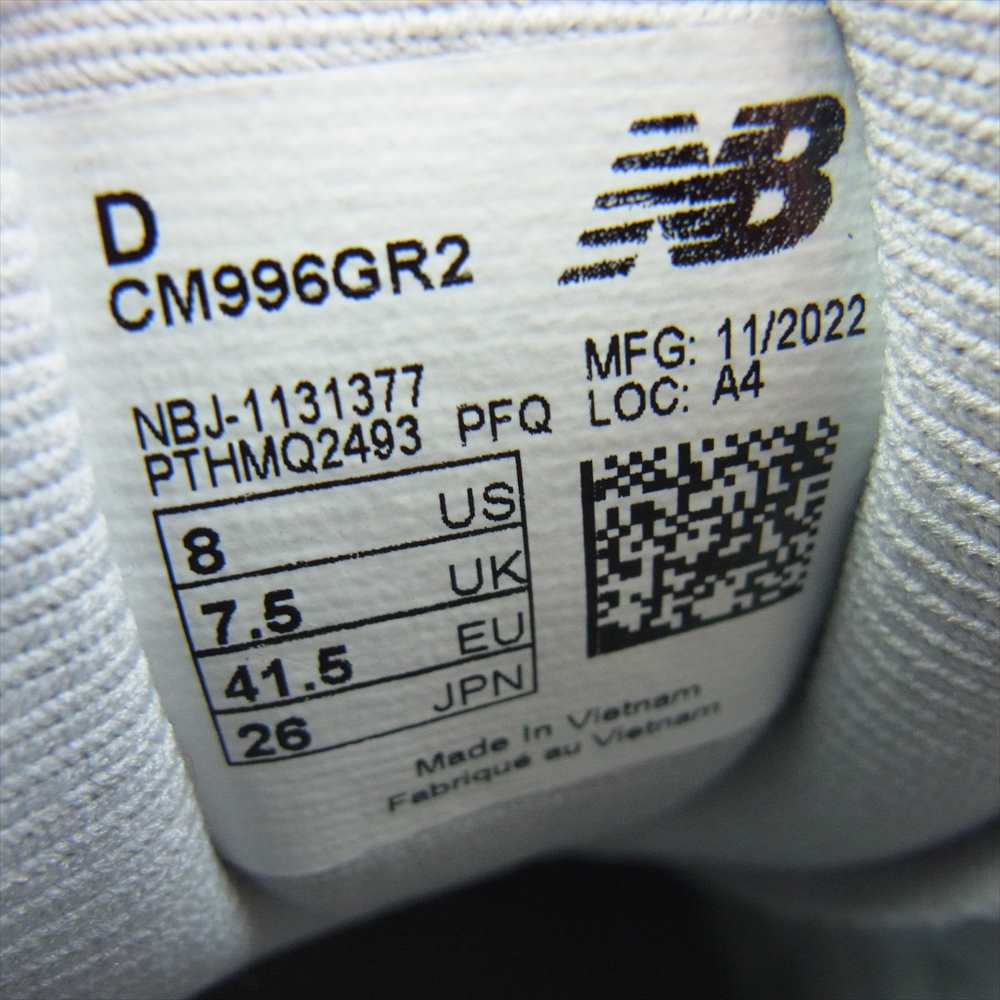 NB
D
CM996GR2
NBJ-1131377
PTHMQ2493 PFQ
MFG: 11/2022
LOC: A4
8 US
7.5 UK
41.5 EU
26 JPN
Made In Vietnam
Fabriqué au Vietnam